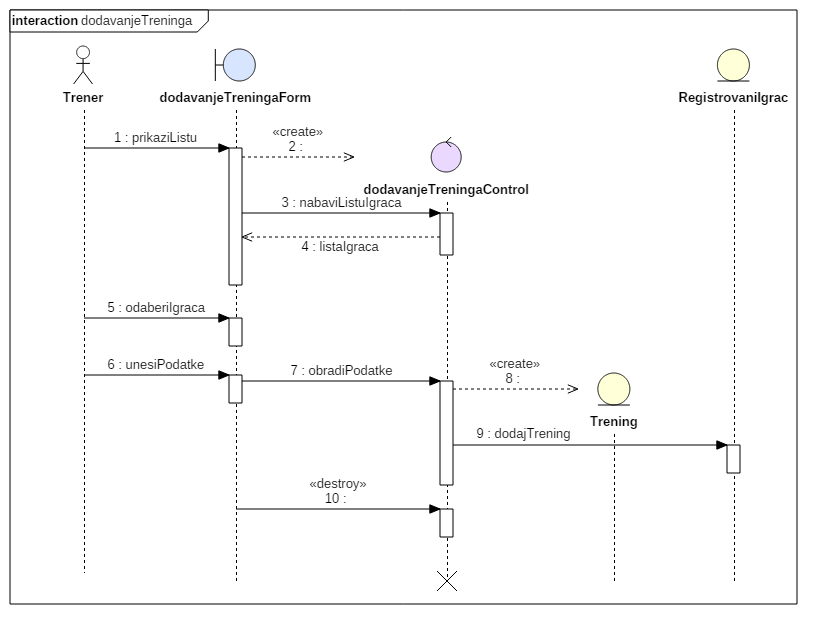 interaction dodavanjeTreninga
Trener
dodavanjeTreningaForm
RegistrovaniIgrac
1 : prikaziListu
«create»
2 :
dodavanjeTreningaControl
3 : nabaviListuIgraca
4 : listaIgraca
5 : odaberiIgraca
6 : unesiPodatke
7 : obradiPodatke
«create»
8 :
Trening
9 : dodajTrening
«destroy»
10 :